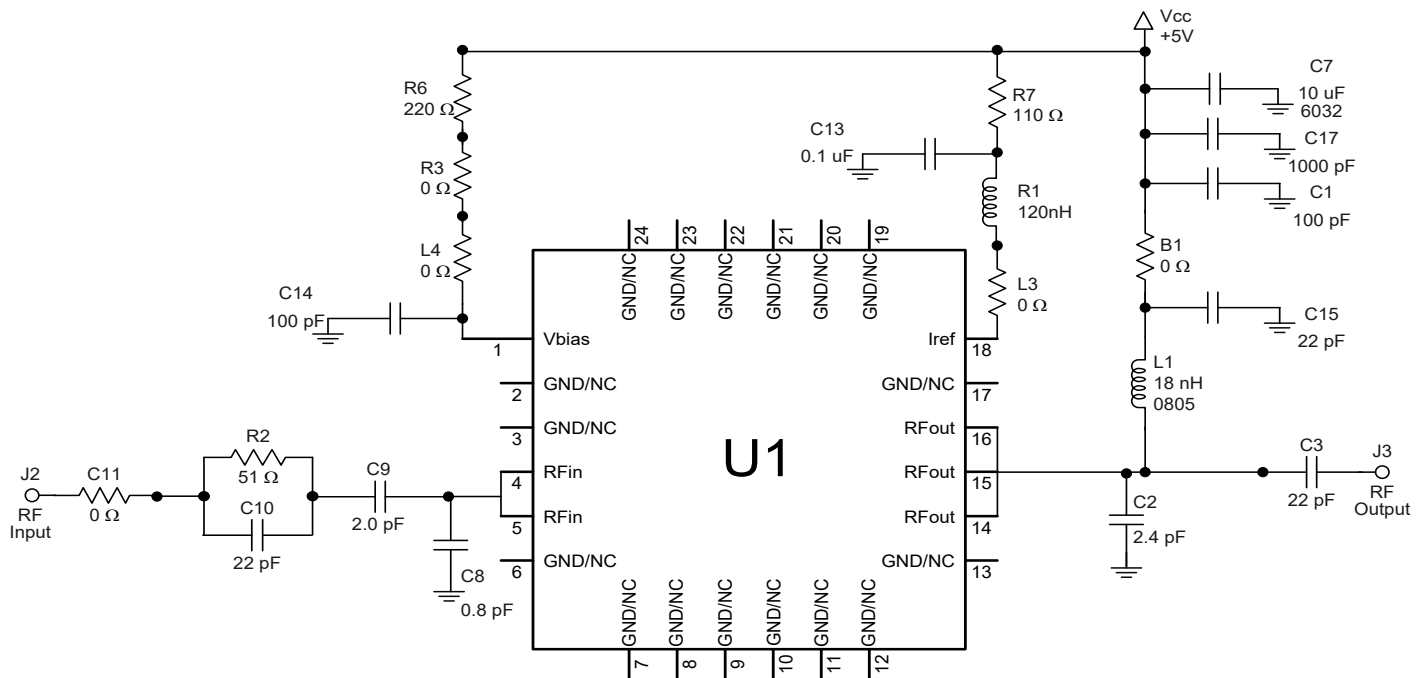 Vcc
+5V
C7
10 uF
6032
C17
1000 pF
C1
100 pF
R6
220 Ω
R7
110 Ω
C13
0.1 uF
R3
0 Ω
R1
120nH
L4
0 Ω
B1
0 Ω
L3
0 Ω
C14
100 pF
C15
22 pF
L1
18 nH
0805
24
23
22
21
20
19
GND/NC
GND/NC
GND/NC
GND/NC
GND/NC
GND/NC
1
Vbias
Iref
18
2
GND/NC
GND/NC
17
3
GND/NC
RFout
16
4
RFin
RFout
15
5
RFin
RFout
14
6
GND/NC
GND/NC
13
U1
GND/NC
GND/NC
GND/NC
GND/NC
GND/NC
GND/NC
7
8
9
10
11
12
J2
RF
Input
C11
0 Ω
R2
51 Ω
C10
22 pF
C9
2.0 pF
C8
0.8 pF
C2
2.4 pF
C3
22 pF
J3
RF
Output